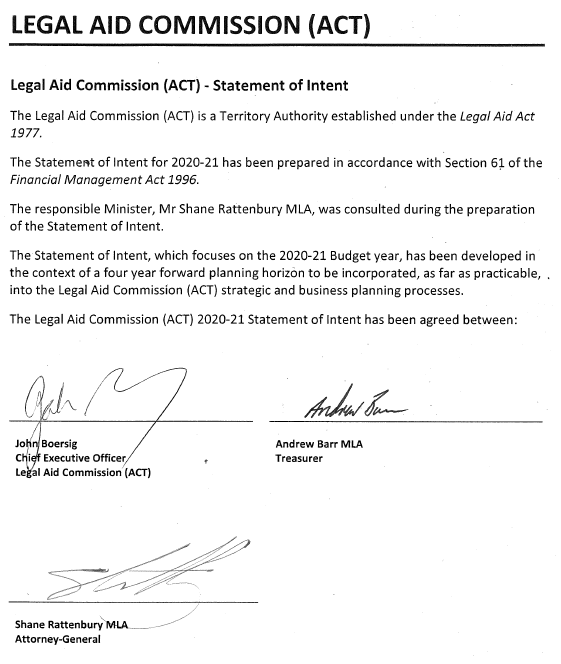 LEGAL AID COMMISSION (ACT)
Legal Aid Commission (ACT) - Statement of Intent
The Legal Aid Commission (ACT) is a Territory Authority established under the Legal Aid Act
1977.
The Statement of Intent for 2020-21 has been prepared in accordance with Section 61 of the
Financial Management Act 1996.
The responsible Minister, Mr Shane Rattenbury MLA, was consulted during the preparation
of the Statement of Intent.
The Statement of Intent, which focuses on the 2020-21 Budget year, has been developed in
the context of a four year forward planning horizon to be incorporated, as far as practicable,
into the Legal Aid Commission (ACT) strategic and business planning processes.
The Legal Aid Commission (ACT) 2020-21 Statement of Intent has been agreed between:
John
Andrew Barr
John Boersig
Chief Executive Officer
Legal Aid Commission (ACT)
Andrew Barr MLA
Treasurer
Shane Rattenbury MLA
Attorney-General